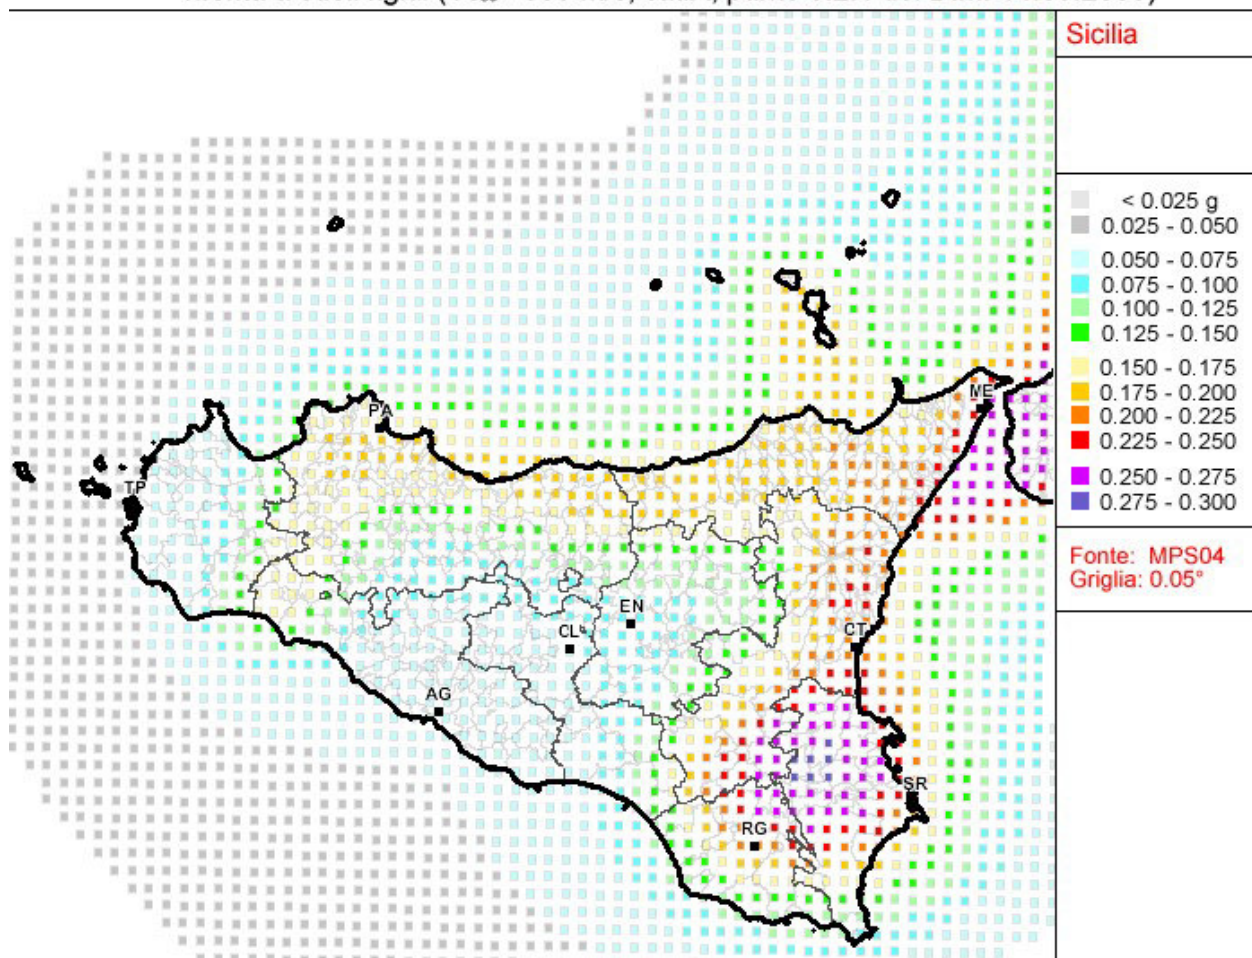 Sicilia
< 0.025 g
0.025 - 0.050
0.050 - 0.075
0.075 - 0.100
0.100 - 0.125
0.125 - 0.150
0.150 - 0.175
0.175 - 0.200
0.200 - 0.225
0.225 - 0.250
0.250 - 0.275
0.275 - 0.300
Fonte: MPS04
Griglia: 0.05°
ME
PA
TP
EN
CL
CT
AG
SR
RG